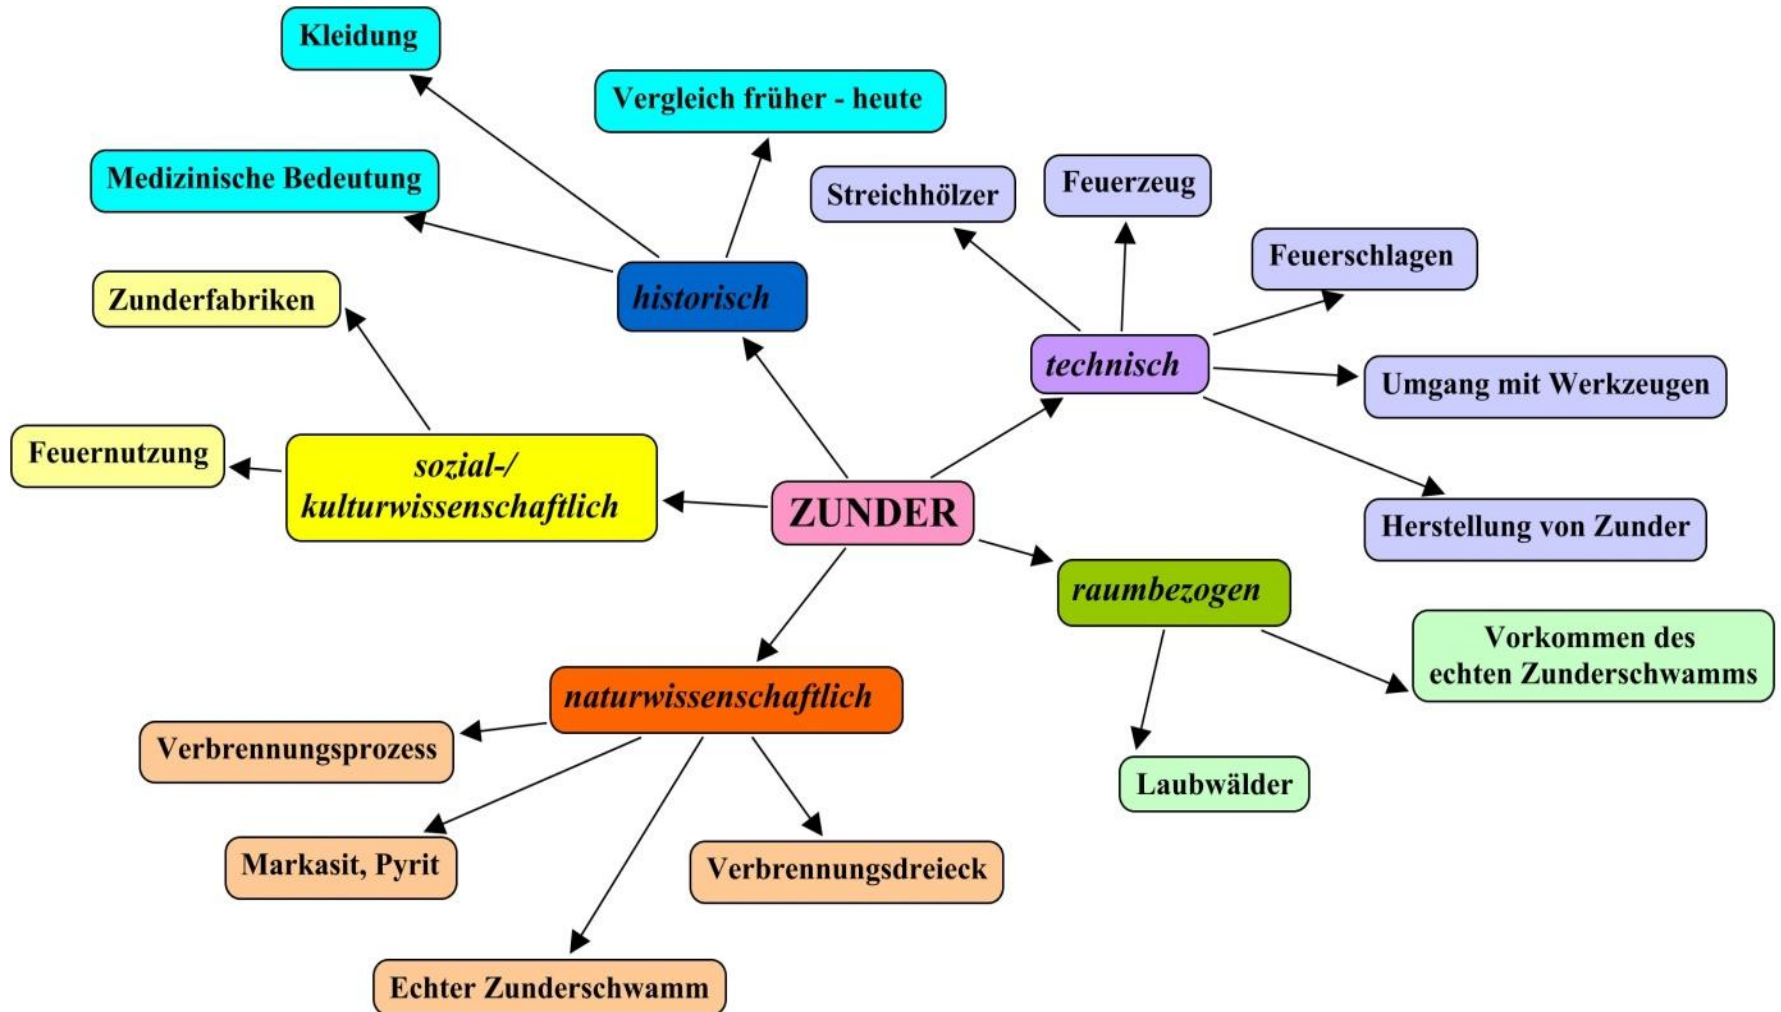 Kleidung
Vergleich früher - heute
Medizinische Bedeutung
Streichhölzer
Feuerzeug
Feuerschlagen
Zunderfabriken
historisch
technisch
Umgang mit Werkzeugen
Feuernutzung
sozial-/
kulturwissenschaftlich
ZUNDER
Herstellung von Zunder
raumbezogen
Vorkommen des
echten Zunderschwamms
naturwissenschaftlich
Verbrennungsprozess
Laubwälder
Markasit, Pyrit
Verbrennungsdreieck
Echter Zunderschwamm